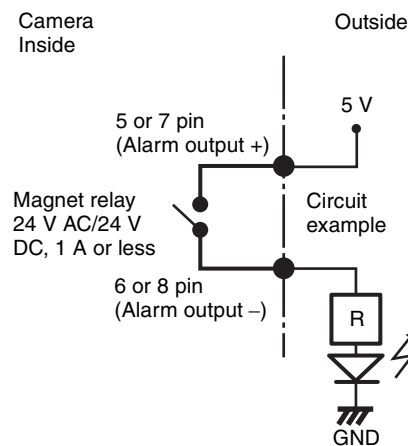 Camera
Inside
Outside
5 V
5 or 7 pin
(Alarm output +)
Magnet relay
24 V AC/24 V
DC, 1 A or less
Circuit
example
6 or 8 pin
(Alarm output –)
R
GND